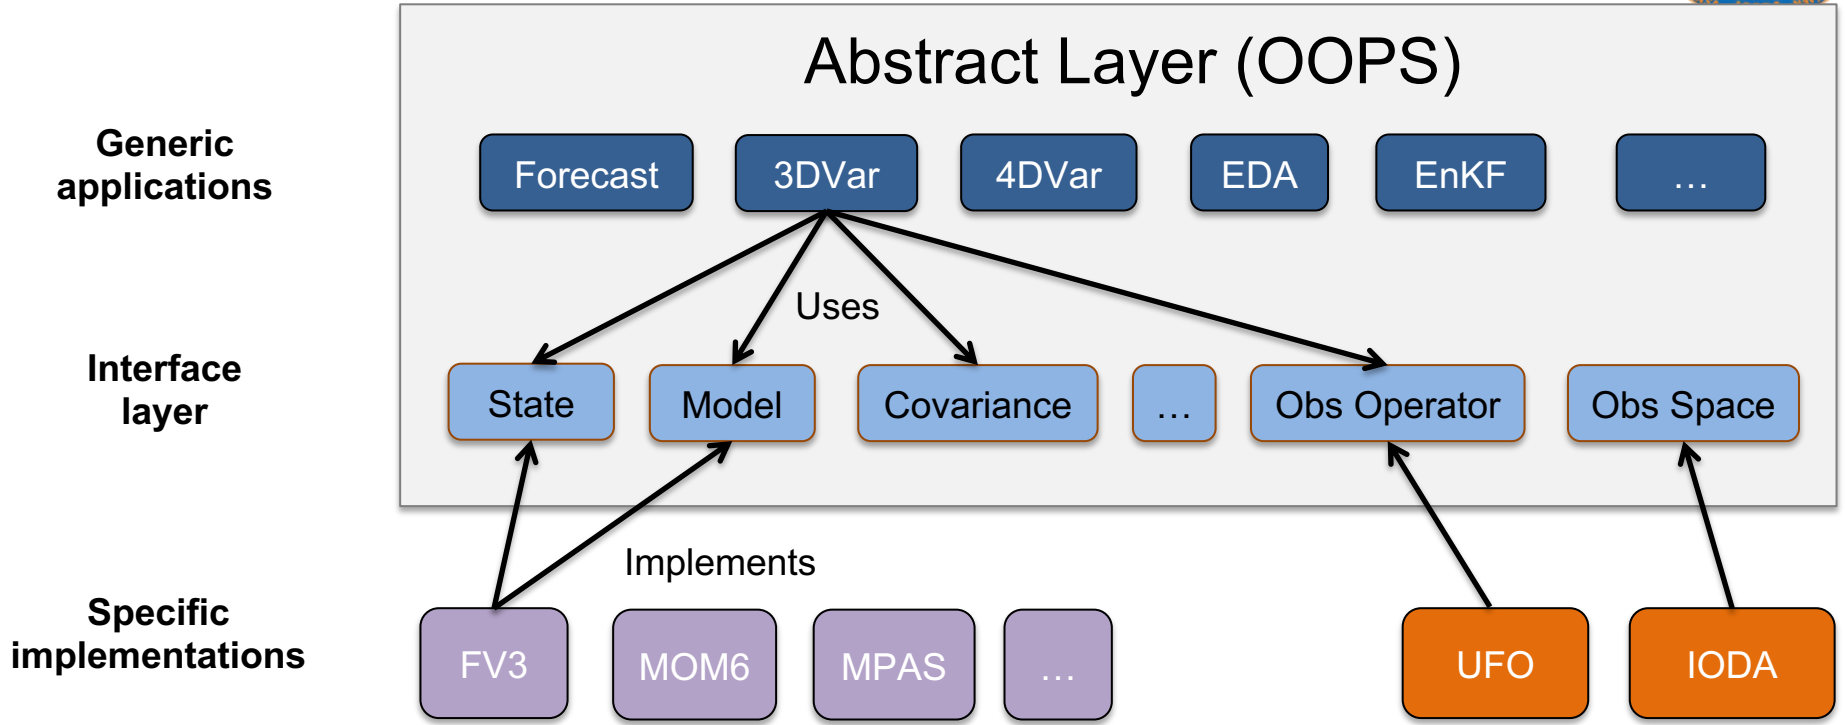 Abstract Layer (OOPS)
Generic
applications
Forecast
3DVar
4DVar
EDA
EnKF
…
Uses
Interface
layer
State
Model
Covariance
…
Obs Operator
Obs Space
Implements
Specific
implementations
FV3
MOM6
MPAS
…
UFO
IODA